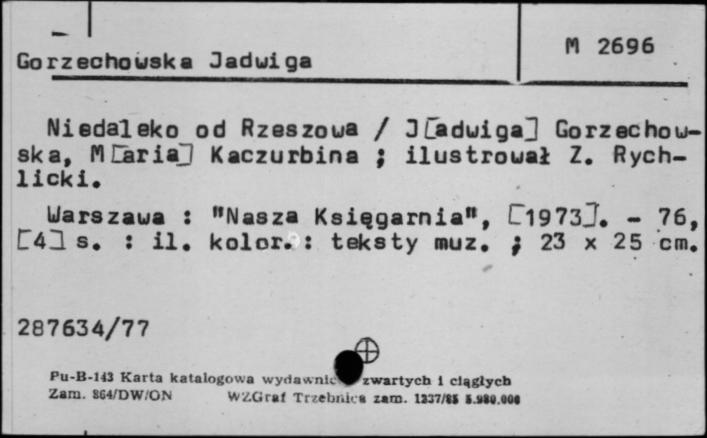 M 2696
Gorzechowska Jadwiga
Niedaleko od Rzeszowa / J[adwiga] Gorzechow-
ska, M[aria] Kaczurbina ; ilustrował Z. Rych-
licki.
Warszawa : "Nasza Księgarnia", [1973]. - 76,
[4] s. : il. kolor. : teksty muz. ; 23 x 25 cm.
287634/77
Pu-B-143 Karta katalogowa wydawnic zwartych i ciągłych
Zam. 864/DW/ON WZGraf Trzebnica zam. 1237/85 5.980.000